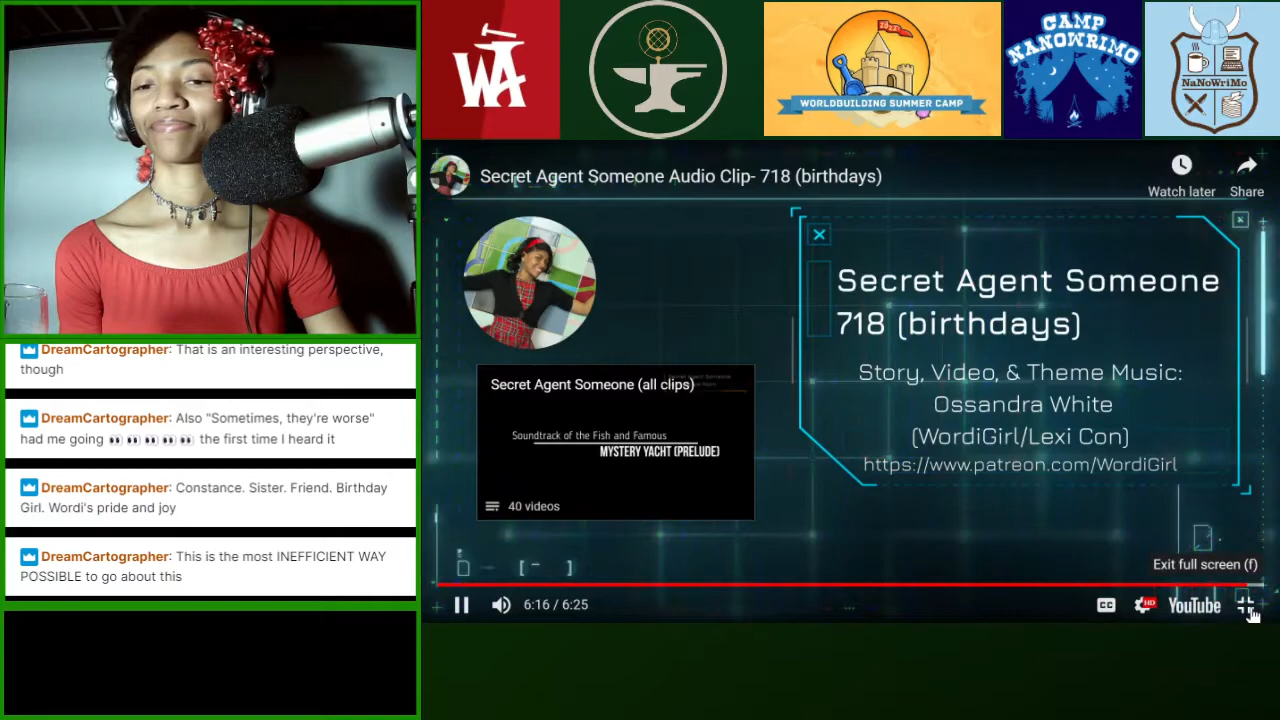 WA
2022
WORLDBUILDING SUMMER CAMP
CAMP
NANOWRIMO
NaNoWriMo
Secret Agent Someone Audio Clip- 718 (birthdays)
Watch later
Share
Secret Agent Someone
718 (birthdays)
Story, Video, & Theme Music:
Ossandra White
(WordiGirl/Lexi Con)
https://www.patreon.com/WordiGirl
Secret Agent Someone (all clips)
Soundtrack of the Fish and Famous
MYSTERY YACHT (PRELUDE)
40 videos
Exit full screen (f)
6:16 / 6:25
CC
HD
YouTube
DreamCartographer: That is an interesting perspective,
though
DreamCartographer: Also "Sometimes, they're worse"
had me going 👀 👀 👀 👀 👀 the first time I heard it
DreamCartographer: Constance. Sister. Friend. Birthday
Girl. Wordi's pride and joy
DreamCartographer: This is the most INEFFICIENT WAY
POSSIBLE to go about this